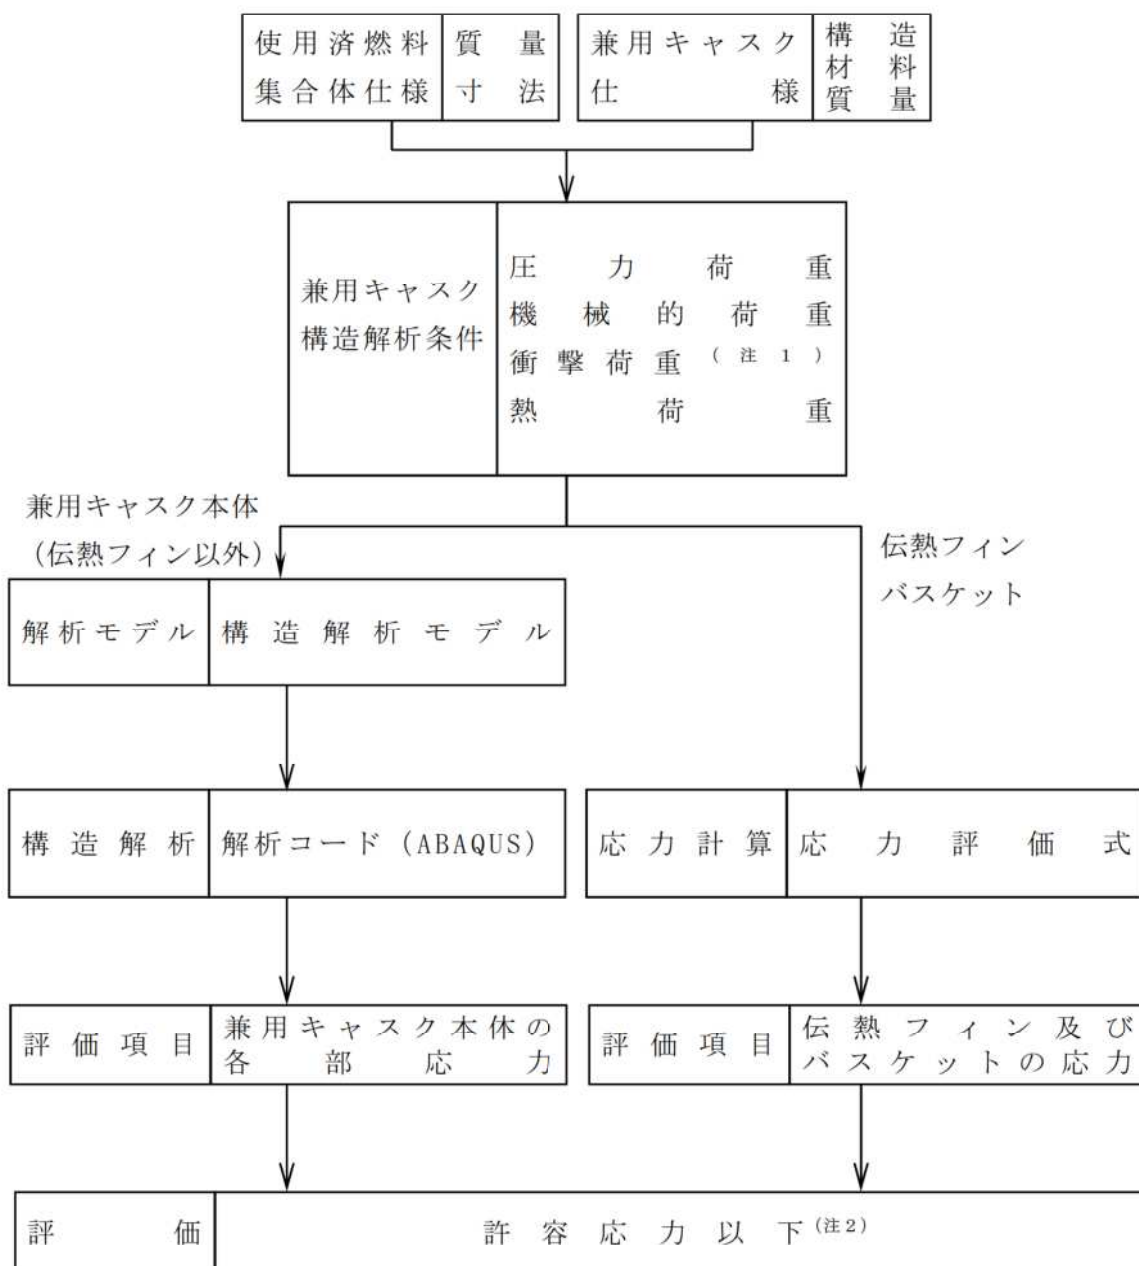 使用済燃料 質量 兼用キャスク 構造
材料
集合体仕様 寸法 仕様 質量
圧力荷重
兼用キャスク 機械的荷重
構造解析条件 衝撃荷重(注1)
熱荷重
兼用キャスク本体
(伝熱フィン以外)
伝熱フィン
バスケット
解析モデル 構造解析モデル
構造解析 解析コード(ABAQUS)
応力計算 応力評価式
評価項目 兼用キャスク本体の
各部応力
評価項目 伝熱フィン及び
バスケットの応力
評価 許容応力以下(注2)